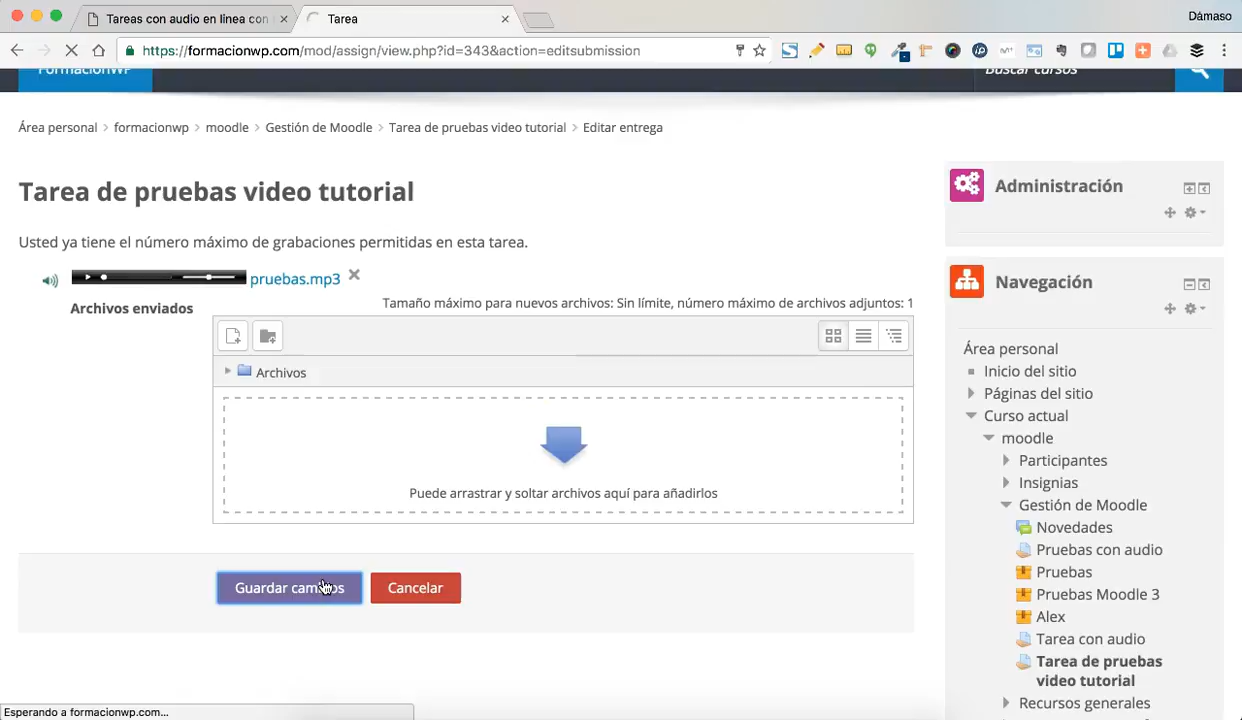 Tareas con audio en línea con
Tarea
Dámaso
https://formacionwp.com/mod/assign/view.php?id=343&action=editsubmission
FormacionWP
Buscar cursos
Área personal
formacionwp
moodle
Gestión de Moodle
Tarea de pruebas video tutorial
Editar entrega
Tarea de pruebas video tutorial
Usted ya tiene el número máximo de grabaciones permitidas en esta tarea.
pruebas.mp3
Archivos enviados
Tamaño máximo para nuevos archivos: Sin límite, número máximo de archivos adjuntos: 1
Archivos
Puede arrastrar y soltar archivos aquí para añadirlos
Guardar cambios
Cancelar
Administración
Navegación
Área personal
Inicio del sitio
Páginas del sitio
Curso actual
moodle
Participantes
Insignias
Gestión de Moodle
Novedades
Pruebas con audio
Pruebas
Pruebas Moodle 3
Alex
Tarea con audio
Tarea de pruebas
video tutorial
Recursos generales
Esperando a formacionwp.com...